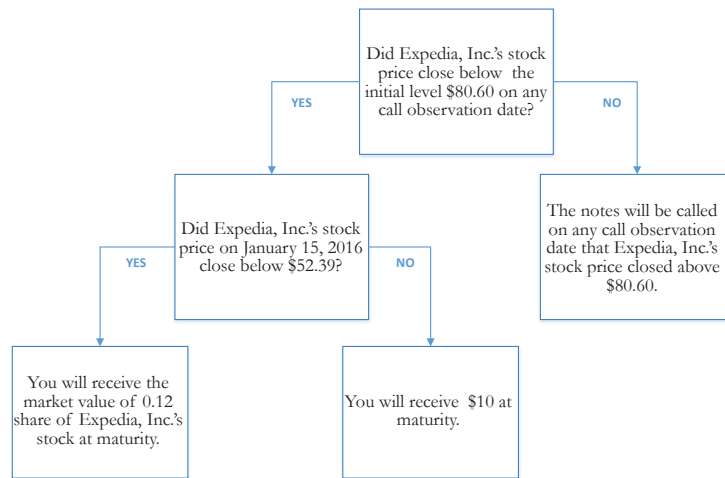 Did Expedia, Inc.'s stock
price close below the
initial level $80.60 on any
call observation date?
YES
NO
Did Expedia, Inc.'s stock
price on January 15, 2016
close below $52.39?
The notes will be called
on any call observation
date that Expedia, Inc.'s
stock price closed above
$80.60.
YES
NO
You will receive the
market value of 0.12
share of Expedia, Inc.'s
stock at maturity.
You will receive $10 at
maturity.